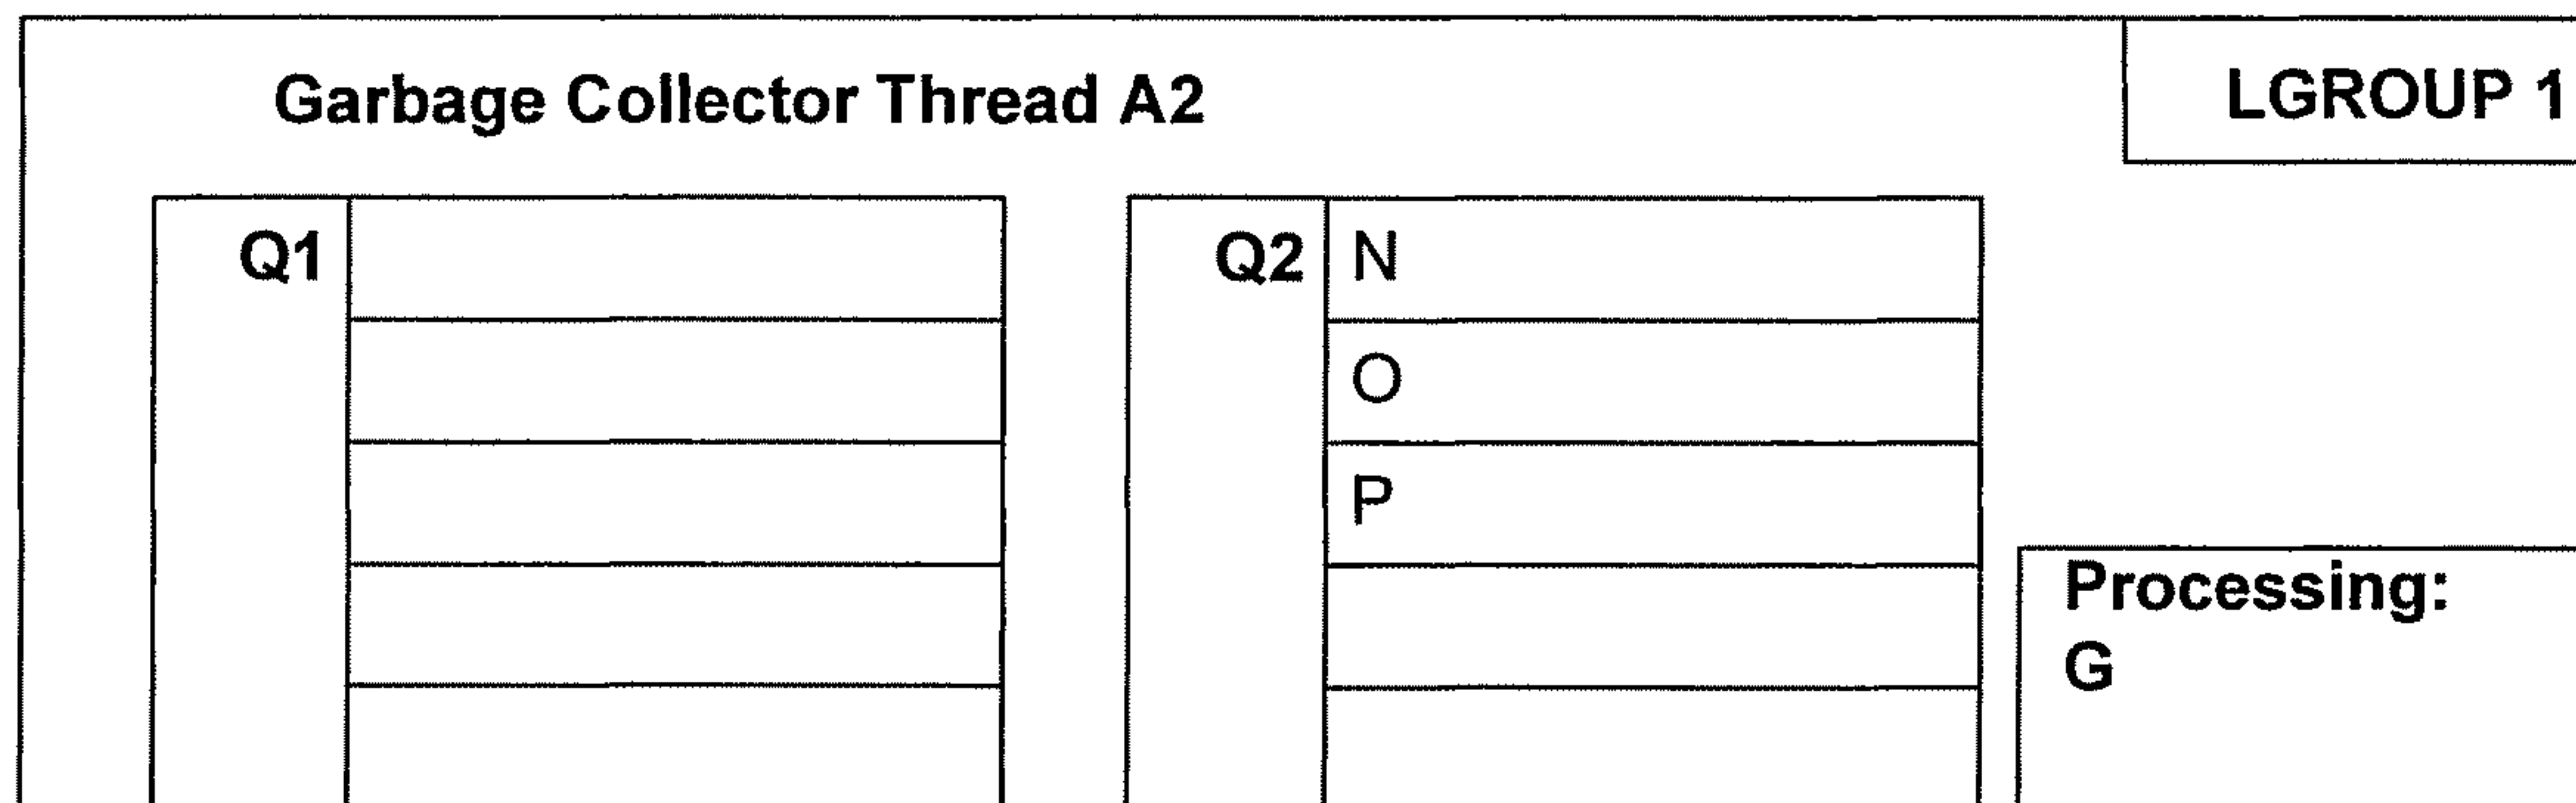 Garbage Collector Thread A2
LGROUP 1
Q1
Q2
N
O
P
Processing:
G